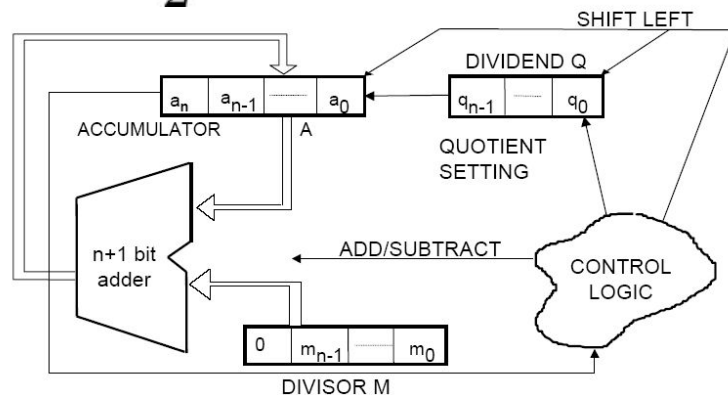 2
SHIFT LEFT
DIVIDEND Q
aₙ aₙ₋₁ ........... a₀
qₙ₋₁ ........ q₀
ACCUMULATOR A
QUOTIENT
SETTING
n+1 bit
adder
ADD/SUBTRACT
CONTROL
LOGIC
0 mₙ₋₁ ........... m₀
DIVISOR M